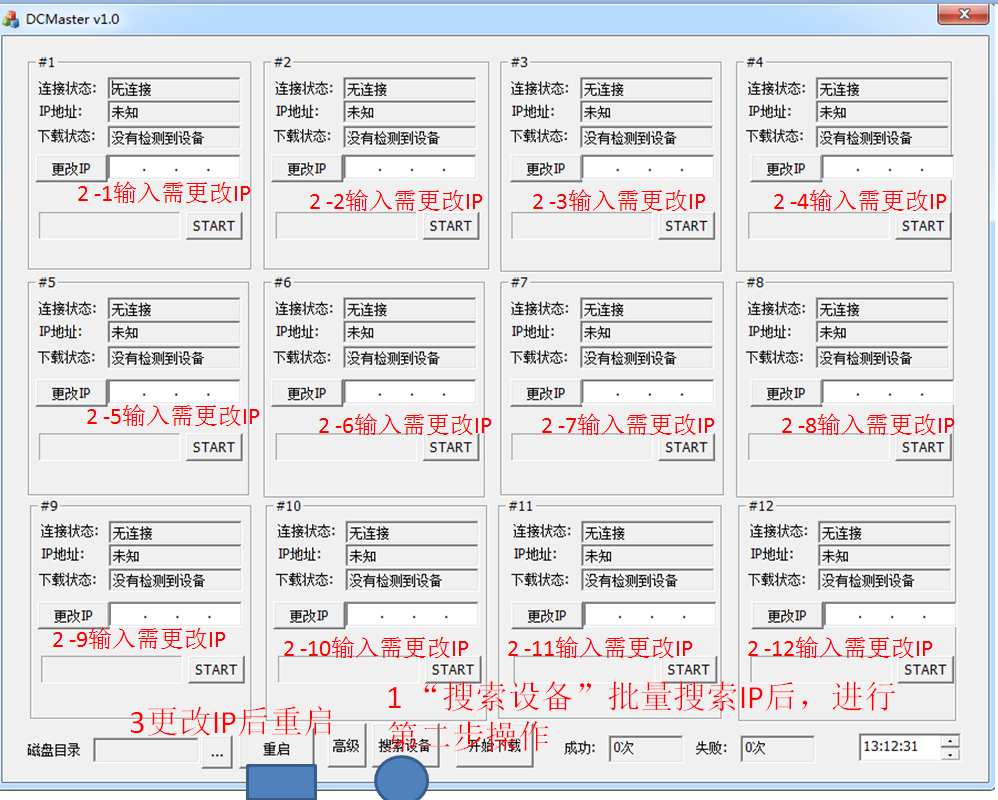 DCMaster v1.0
#1
连接状态: 无连接
IP地址: 未知
下载状态: 没有检测到设备
更改IP . . .
2 -1输入需更改IP
START
#2
连接状态: 无连接
IP地址: 未知
下载状态: 没有检测到设备
更改IP . . .
2 -2输入需更改IP
START
#3
连接状态: 无连接
IP地址: 未知
下载状态: 没有检测到设备
更改IP . . .
2 -3输入需更改IP
START
#4
连接状态: 无连接
IP地址: 未知
下载状态: 没有检测到设备
更改IP . . .
2 -4输入需更改IP
START
#5
连接状态: 无连接
IP地址: 未知
下载状态: 没有检测到设备
更改IP . . .
2 -5输入需更改IP
START
#6
连接状态: 无连接
IP地址: 未知
下载状态: 没有检测到设备
更改IP . . .
2 -6输入需更改IP
START
#7
连接状态: 无连接
IP地址: 未知
下载状态: 没有检测到设备
更改IP . . .
2 -7输入需更改IP
START
#8
连接状态: 无连接
IP地址: 未知
下载状态: 没有检测到设备
更改IP . . .
2 -8输入需更改IP
START
#9
连接状态: 无连接
IP地址: 未知
下载状态: 没有检测到设备
更改IP . . .
2 -9输入需更改IP
START
#10
连接状态: 无连接
IP地址: 未知
下载状态: 没有检测到设备
更改IP . . .
2 -10输入需更改IP
START
#11
连接状态: 无连接
IP地址: 未知
下载状态: 没有检测到设备
更改IP . . .
2 -11输入需更改IP
START
#12
连接状态: 无连接
IP地址: 未知
下载状态: 没有检测到设备
更改IP . . .
2 -12输入需更改IP
START
1 “搜索设备”批量搜索IP后，进行
第二步操作
3更改IP后重启
磁盘目录 ... 重启 高级 搜索设备 开始下载 成功: 0次 失败: 0次 13:12:31